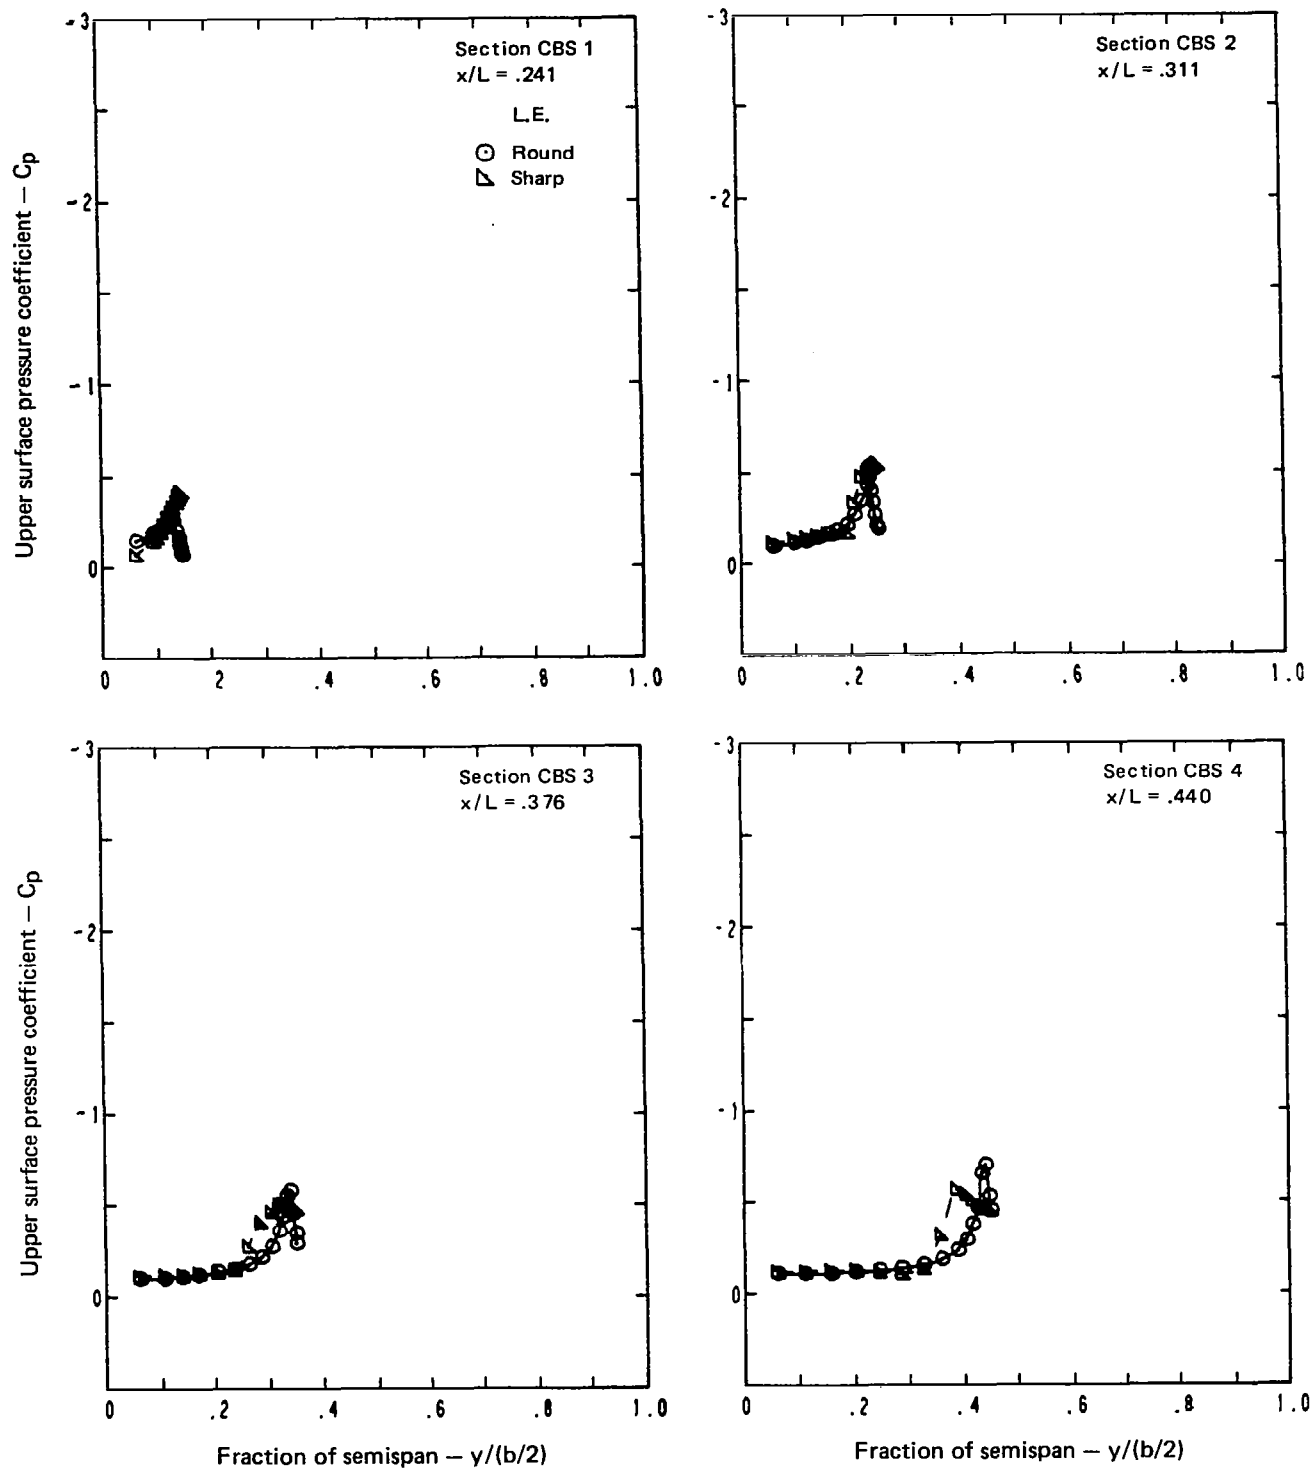 Upper surface pressure coefficient – Cp
-3
-2
-1
0
Section CBS 1
x/L = .241
L.E.
Round
Sharp
0 .2 .4 .6 .8 1.0
-3
-2
-1
0
Section CBS 2
x/L = .311
0 .2 .4 .6 .8 1.0
Upper surface pressure coefficient – Cp
-3
-2
-1
0
Section CBS 3
x/L = .376
0 .2 .4 .6 .8 1.0
Fraction of semispan – y/(b/2)
-3
-2
-1
0
Section CBS 4
x/L = .440
0 .2 .4 .6 .8 1.0
Fraction of semispan – y/(b/2)